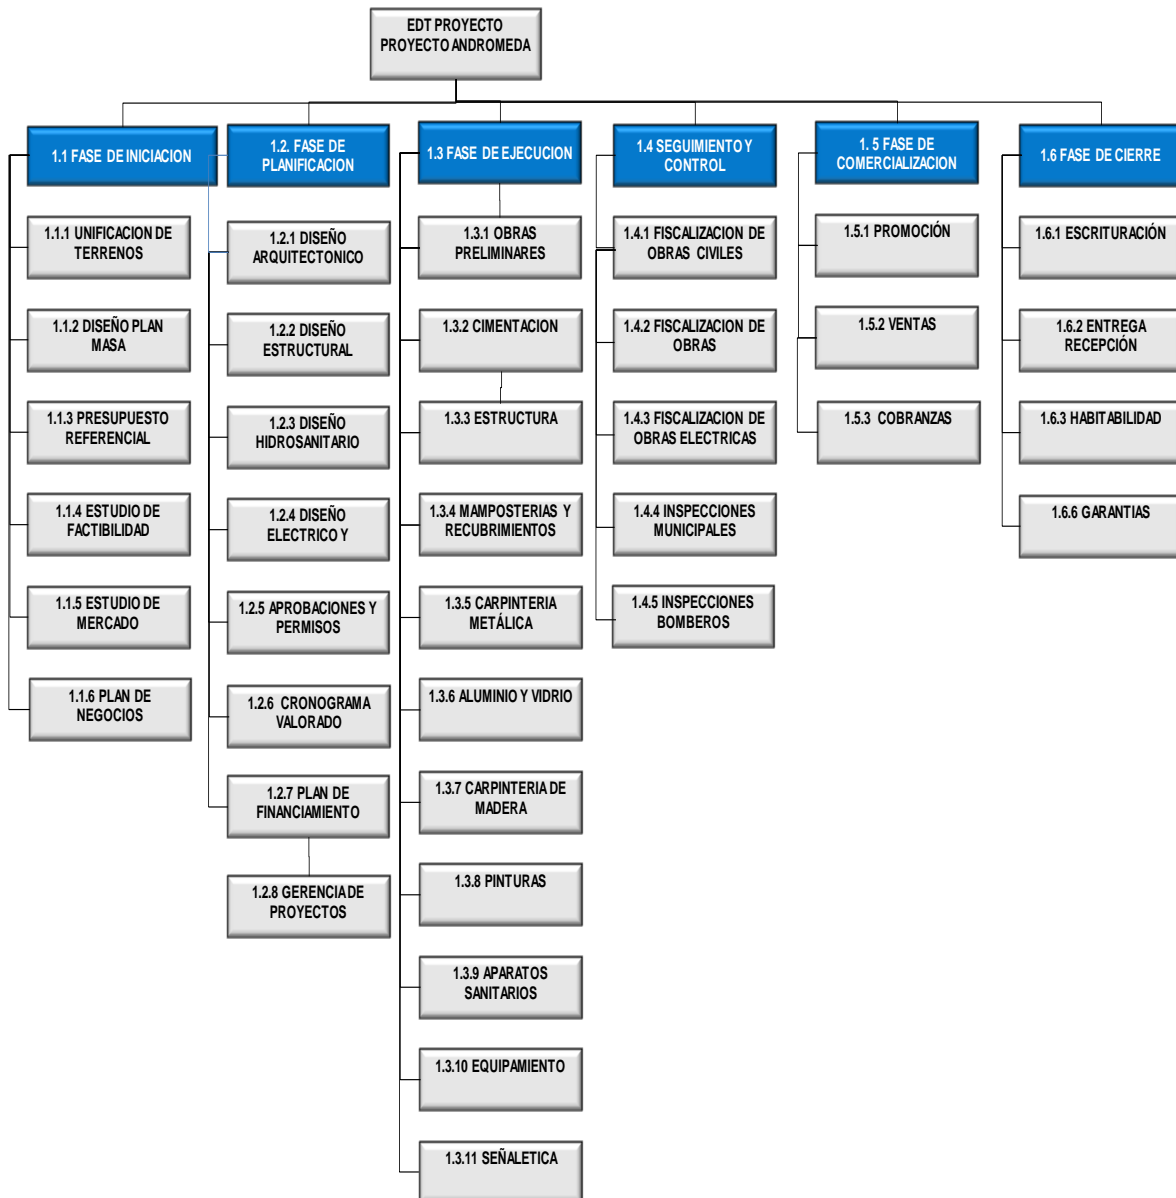 EDT PROYECTO
PROYECTO ANDROMEDA
1.1 FASE DE INICIACION
1.1.1 UNIFICACION DE
TERRENOS
1.1.2 DISEÑO PLAN
MASA
1.1.3 PRESUPUESTO
REFERENCIAL
1.1.4 ESTUDIO DE
FACTIBILIDAD
1.1.5 ESTUDIO DE
MERCADO
1.1.6 PLAN DE
NEGOCIOS
1.2. FASE DE
PLANIFICACION
1.2.1 DISEÑO
ARQUITECTONICO
1.2.2 DISEÑO
ESTRUCTURAL
1.2.3 DISEÑO
HIDROSANITARIO
1.2.4 DISEÑO
ELECTRICO Y
1.2.5 APROBACIONES Y
PERMISOS
1.2.6 CRONOGRAMA
VALORADO
1.2.7 PLAN DE
FINANCIAMIENTO
1.2.8 GERENCIA DE
PROYECTOS
1.3 FASE DE EJECUCION
1.3.1 OBRAS
PRELIMINARES
1.3.2 CIMENTACION
1.3.3 ESTRUCTURA
1.3.4 MAMPOSTERIAS Y
RECUBRIMIENTOS
1.3.5 CARPINTERIA
METÁLICA
1.3.6 ALUMINIO Y VIDRIO
1.3.7 CARPINTERIA DE
MADERA
1.3.8 PINTURAS
1.3.9 APARATOS
SANITARIOS
1.3.10 EQUIPAMIENTO
1.3.11 SEÑALETICA
1.4 SEGUIMIENTO Y
CONTROL
1.4.1 FISCALIZACION DE
OBRAS CIVILES
1.4.2 FISCALIZACION DE
OBRAS
1.4.3 FISCALIZACION DE
OBRAS ELECTRICAS
1.4.4 INSPECCIONES
MUNICIPALES
1.4.5 INSPECCIONES
BOMBEROS
1. 5 FASE DE
COMERCIALIZACION
1.5.1 PROMOCIÓN
1.5.2 VENTAS
1.5.3 COBRANZAS
1.6 FASE DE CIERRE
1.6.1 ESCRITURACIÓN
1.6.2 ENTREGA
RECEPCIÓN
1.6.3 HABITABILIDAD
1.6.6 GARANTIAS